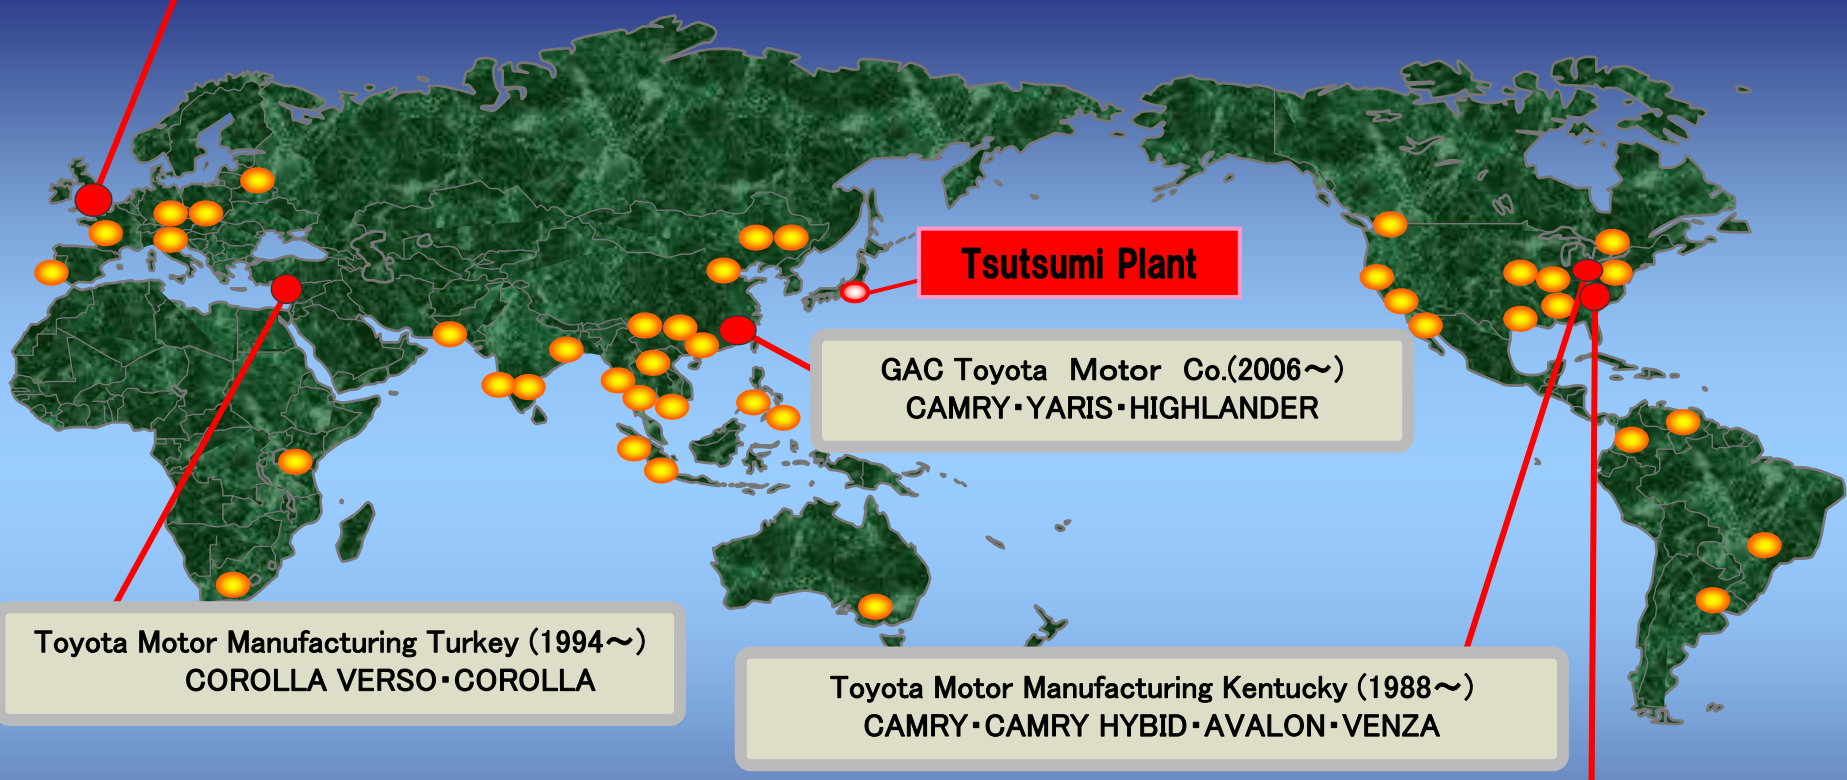 Tsutsumi Plant
GAC Toyota Motor Co.(2006～)
CAMRY・YARIS・HIGHLANDER
Toyota Motor Manufacturing Turkey (1994～)
COROLLA VERSO・COROLLA
Toyota Motor Manufacturing Kentucky (1988～)
CAMRY・CAMRY HYBID・AVALON・VENZA